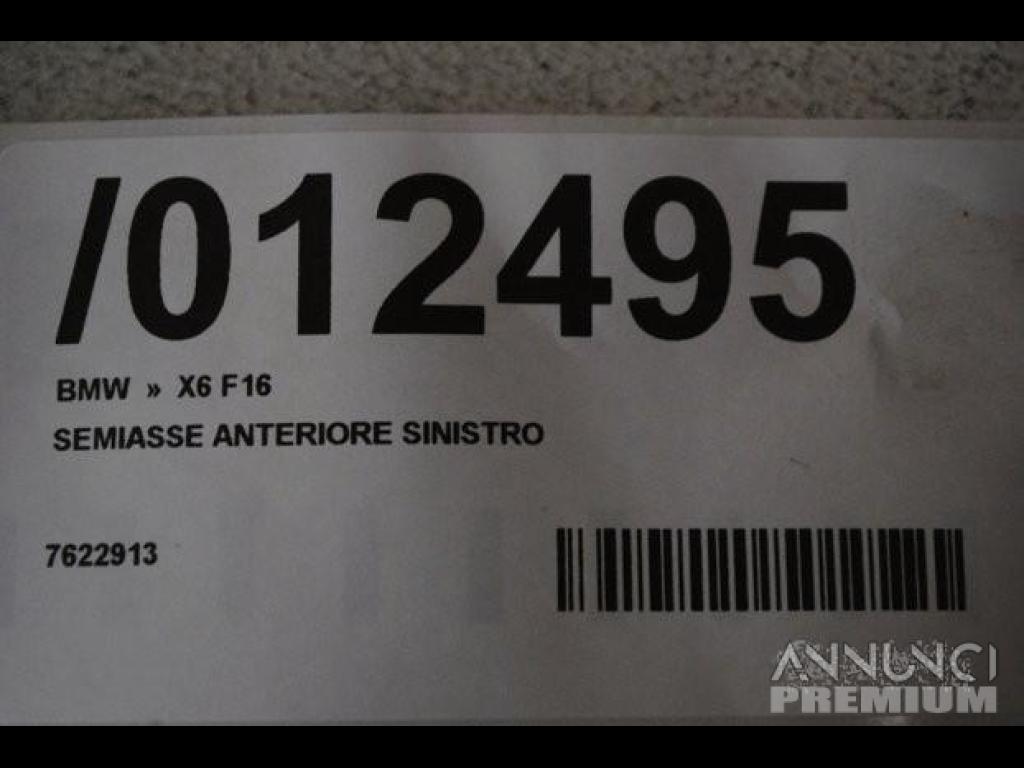 /012495
BMW » X6 F16
SEMIASSE ANTERIORE SINISTRO
7622913
ANNUNCI
PREMIUM